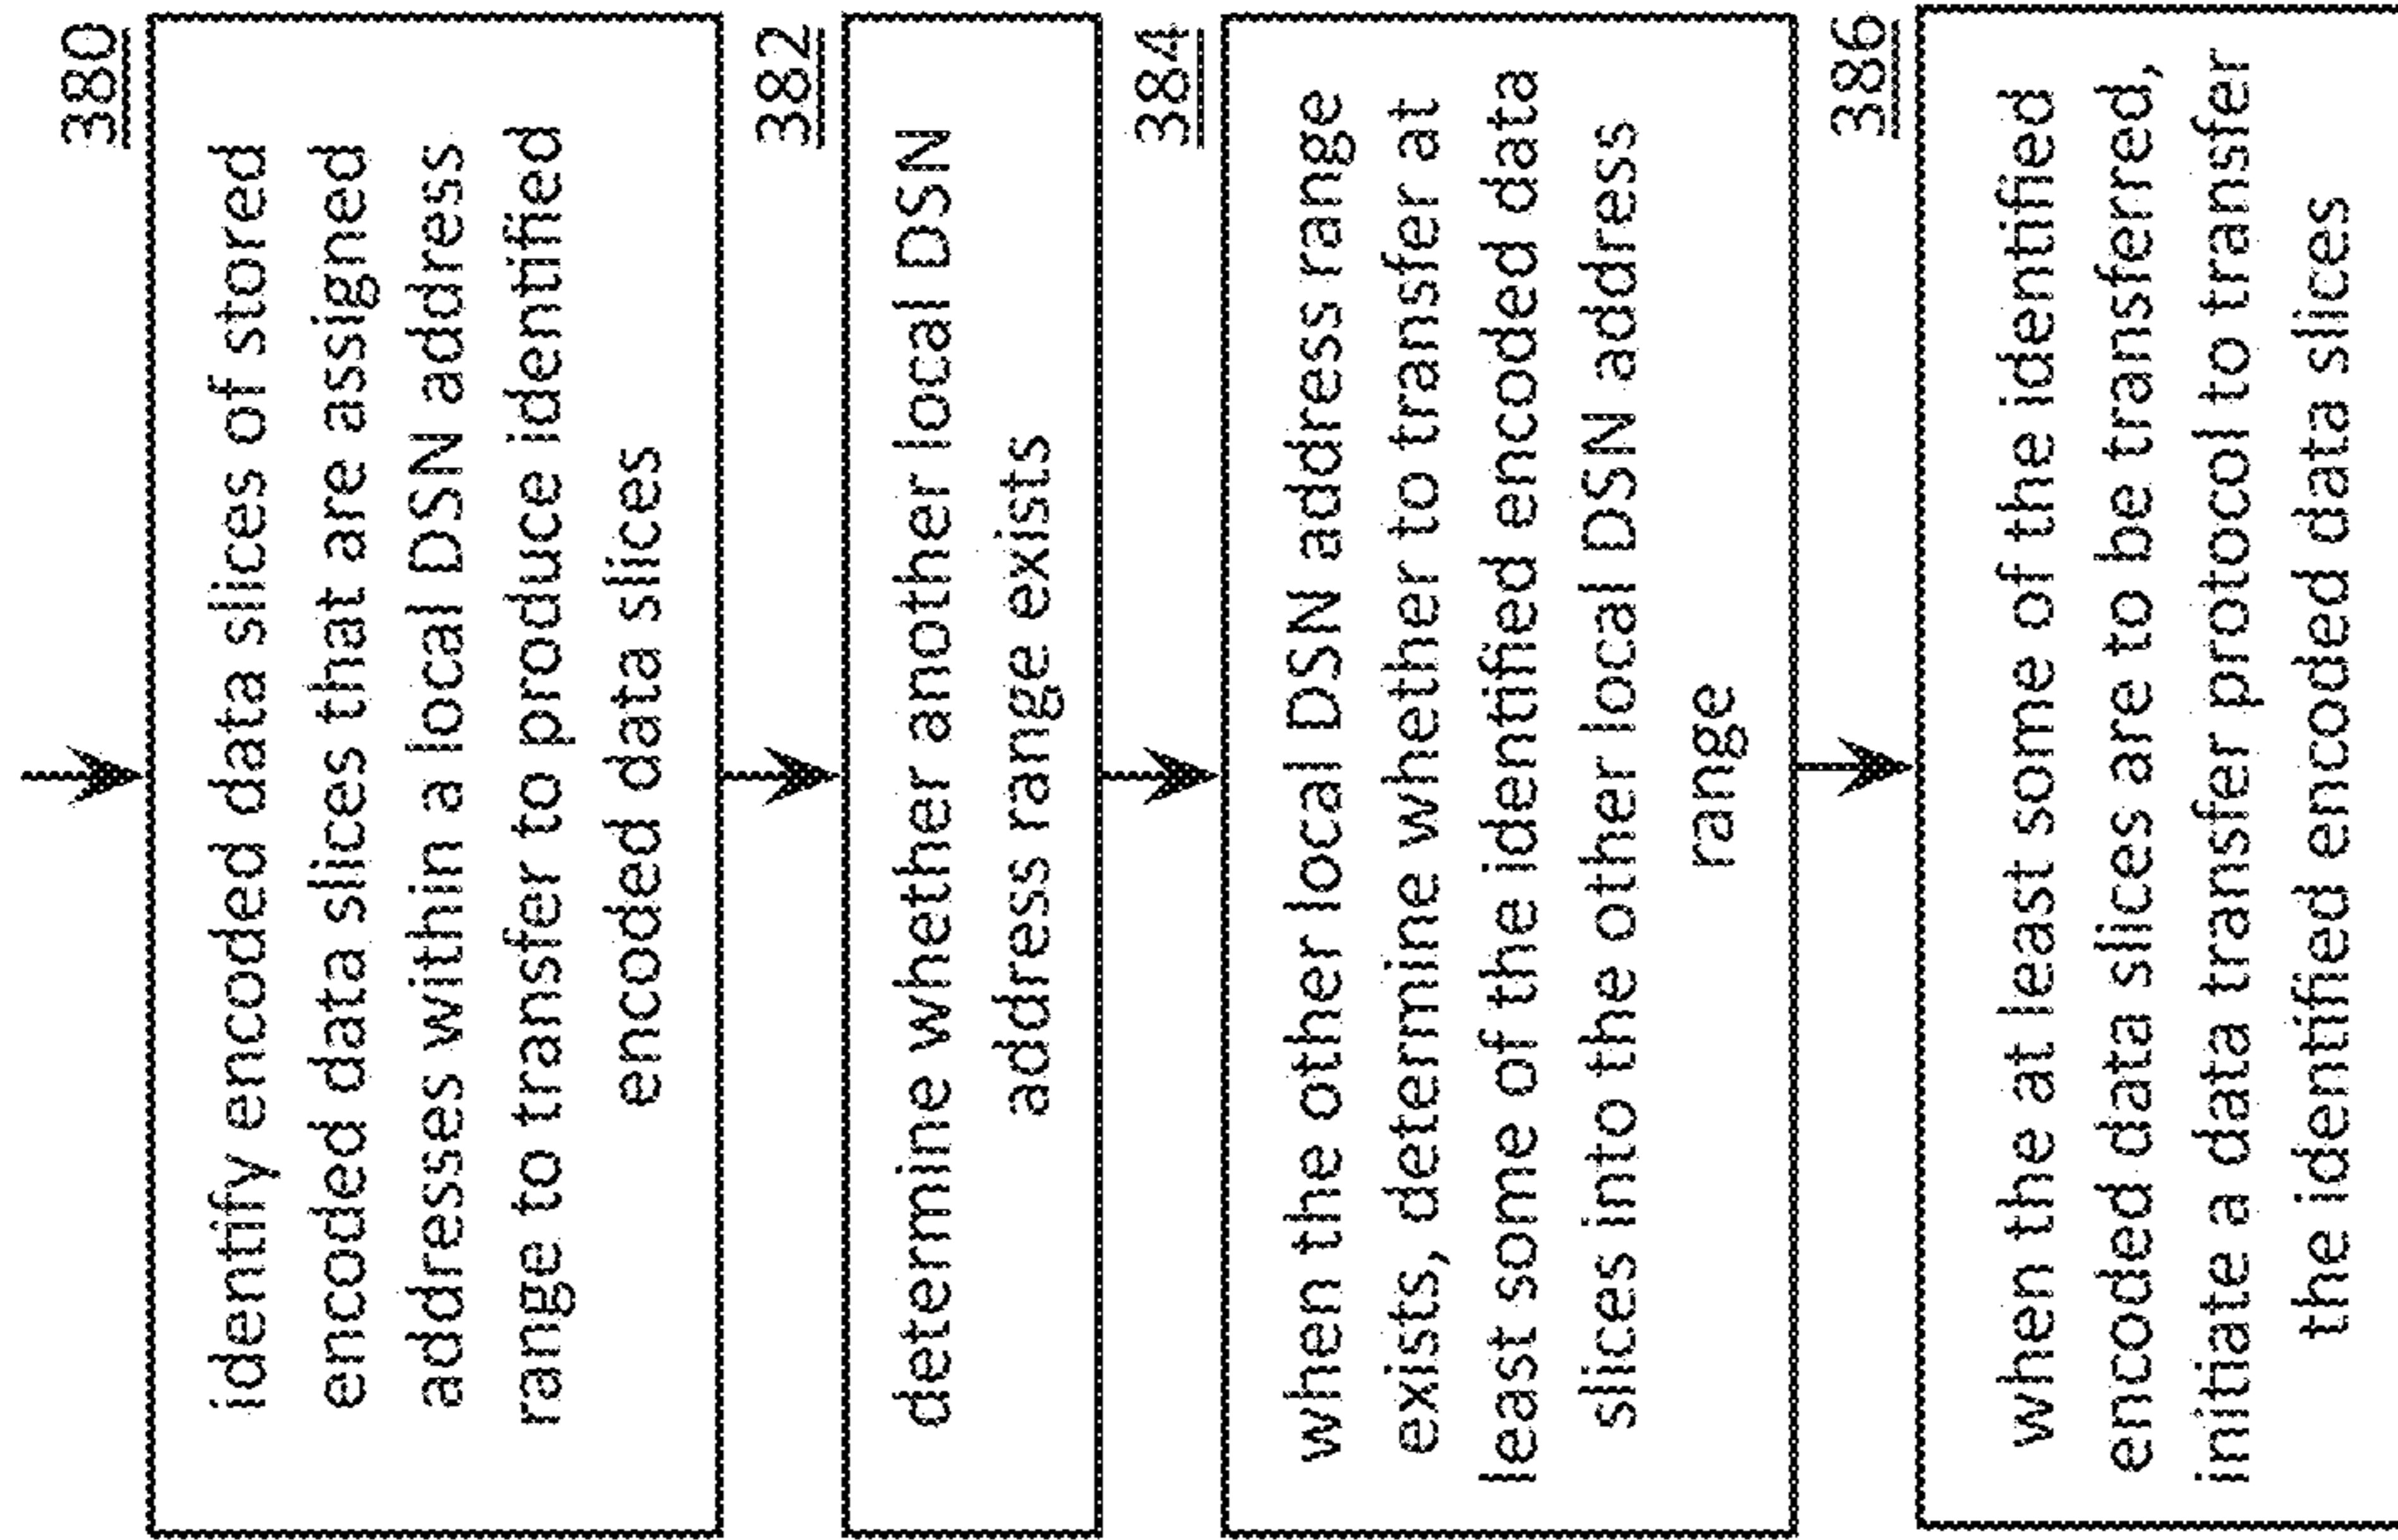 380
identify encoded data slices of stored
encoded data slices that are assigned
addresses within a local DSN address
range to transfer to produce identified
encoded data slices
382
determine whether another local DSN
address range exists
384
when the other local DSN address range
exists, determine whether to transfer at
least some of the identified encoded data
slices into the other local DSN address
range
386
when the at least some of the identified
encoded data slices are to be transferred,
initiate a data transfer protocol to transfer
the identified encoded data slices